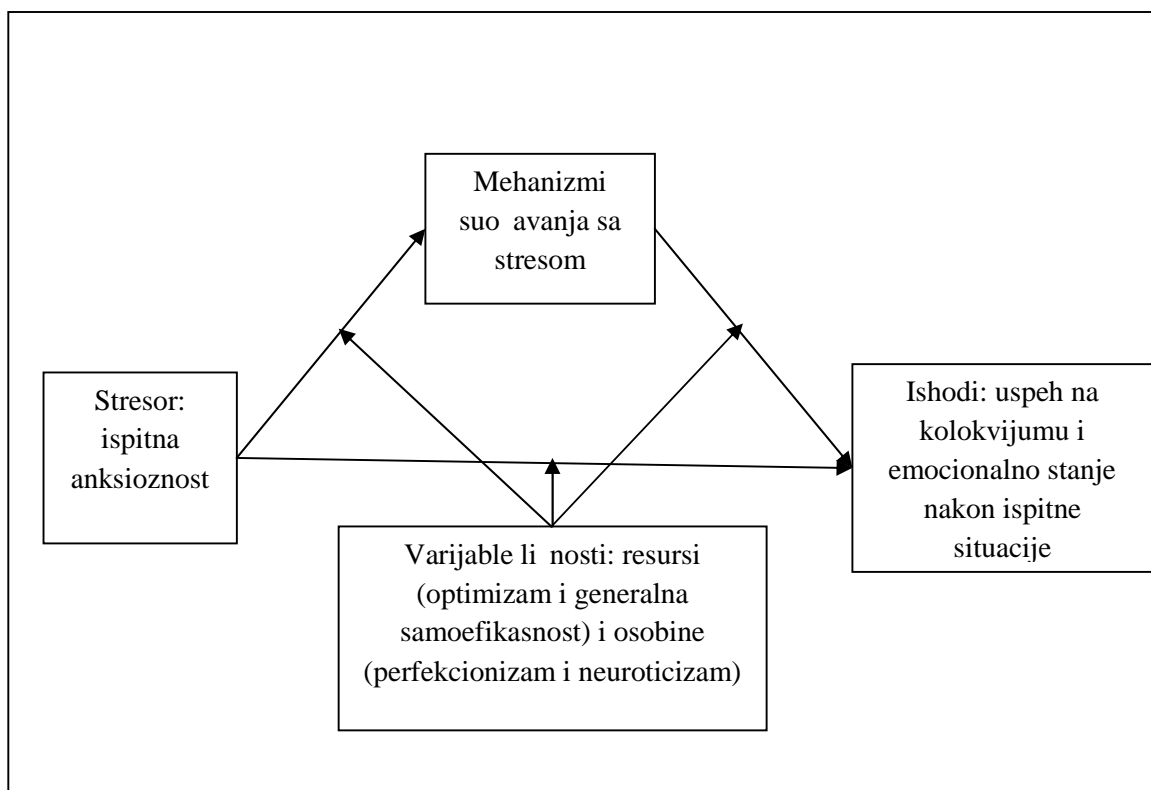 Mehanizmi
suo avanja sa
stresom
Stresor:
ispitna
anksioznost
Ishodi: uspeh na
kolokvijumu i
emocionalno stanje
nakon ispitne
situacije
Varijable li nosti: resursi
(optimizam i generalna
samoefikasnost) i osobine
(perfekcionizam i neuroticizam)